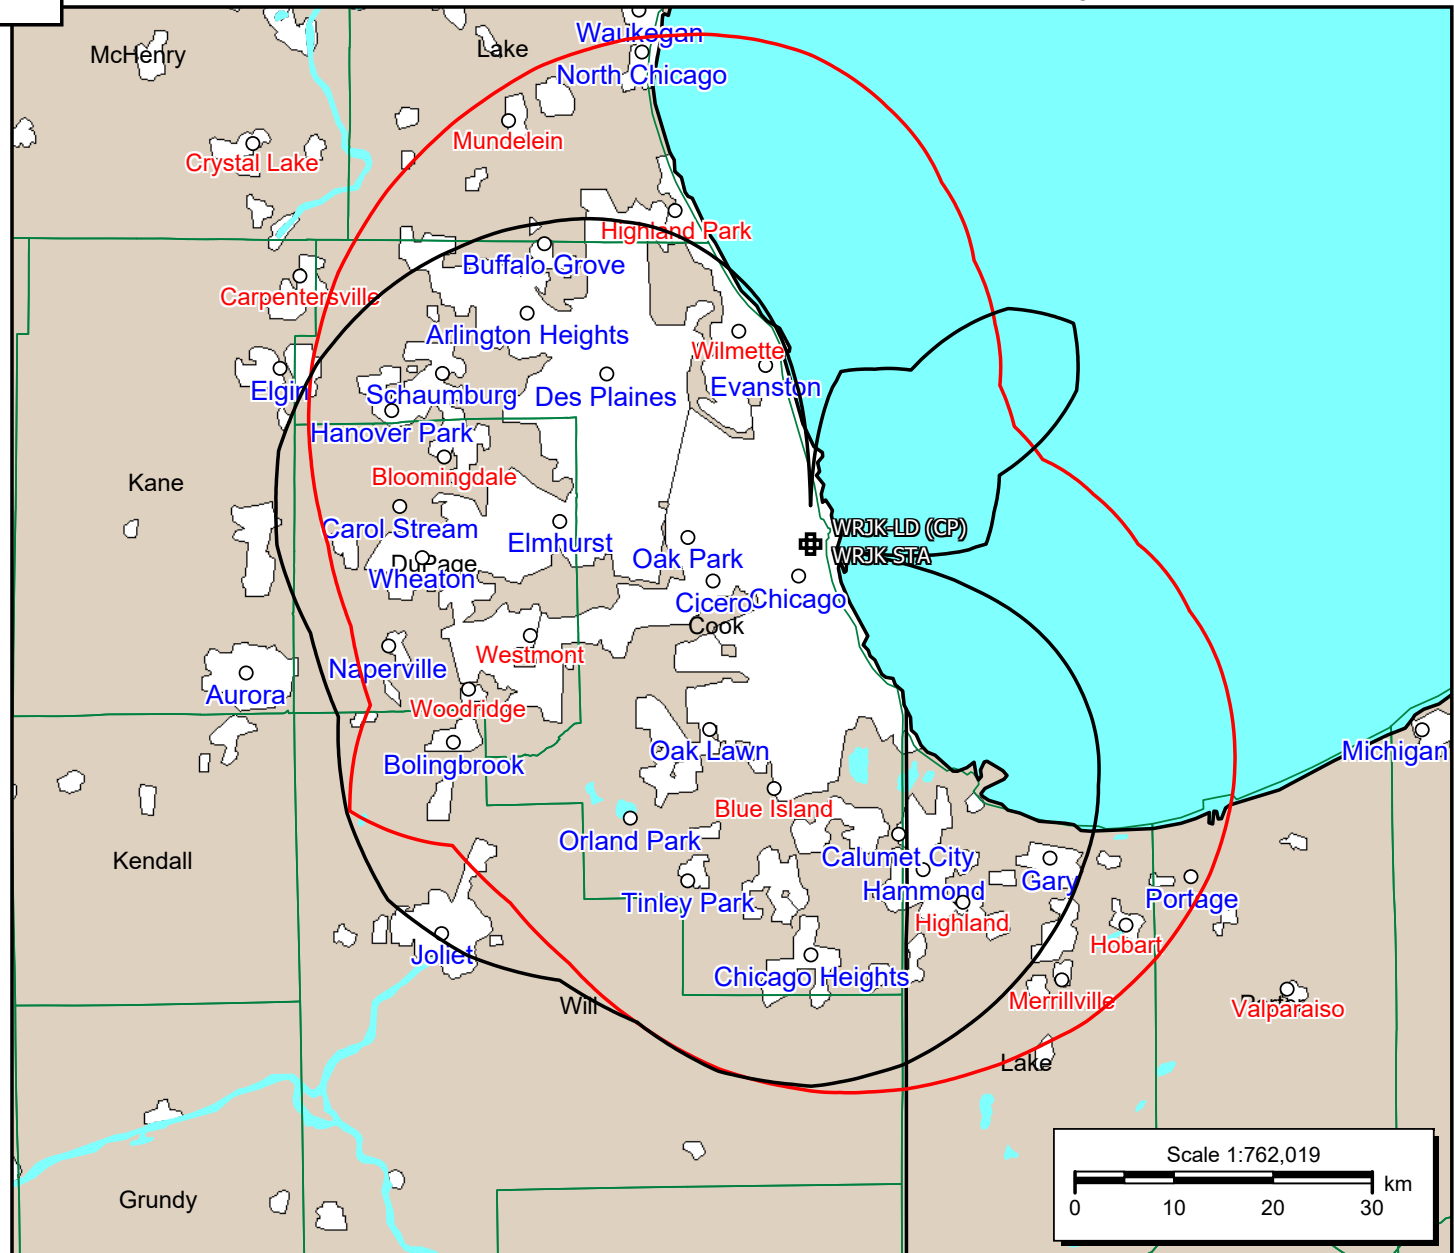 Waukegan
McHenry
Lake
North Chicago
Mundelein
Crystal Lake
Highland Park
Buffalo Grove
Carpentersville
Arlington Heights
Wilmette
Elgin
Schaumburg
Des Plaines
Evanston
Hanover Park
Bloomingdale
Kane
Carol Stream
WRJK-LD (CP)
Elmhurst
Oak Park
WRJK-STA
DuPage
Wheaton
Cicero
Chicago
Cook
Westmont
Naperville
Aurora
Woodridge
Oak Lawn
Michigan
Bolingbrook
Blue Island
Orland Park
Calumet City
Kendall
Hammond
Gary
Tinley Park
Portage
Highland
Hobart
Joliet
Chicago Heights
Merrillville
Will
Valparaiso
Lake
Scale 1:762,019
km
0 10 20 30
Grundy